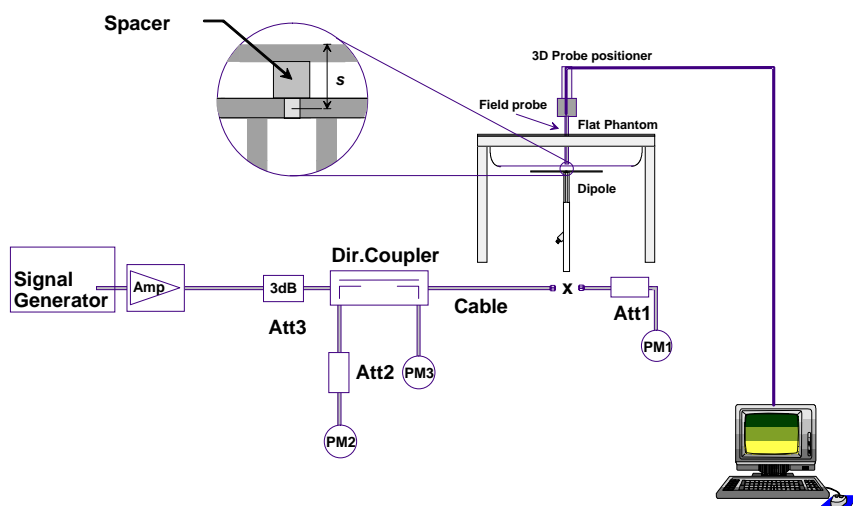 Spacer
s
3D Probe positioner
Field probe
Flat Phantom
Dipole
Dir.Coupler
Signal
Generator
Amp
3dB
Att3
Cable
x
Att1
PM1
Att2
PM3
PM2